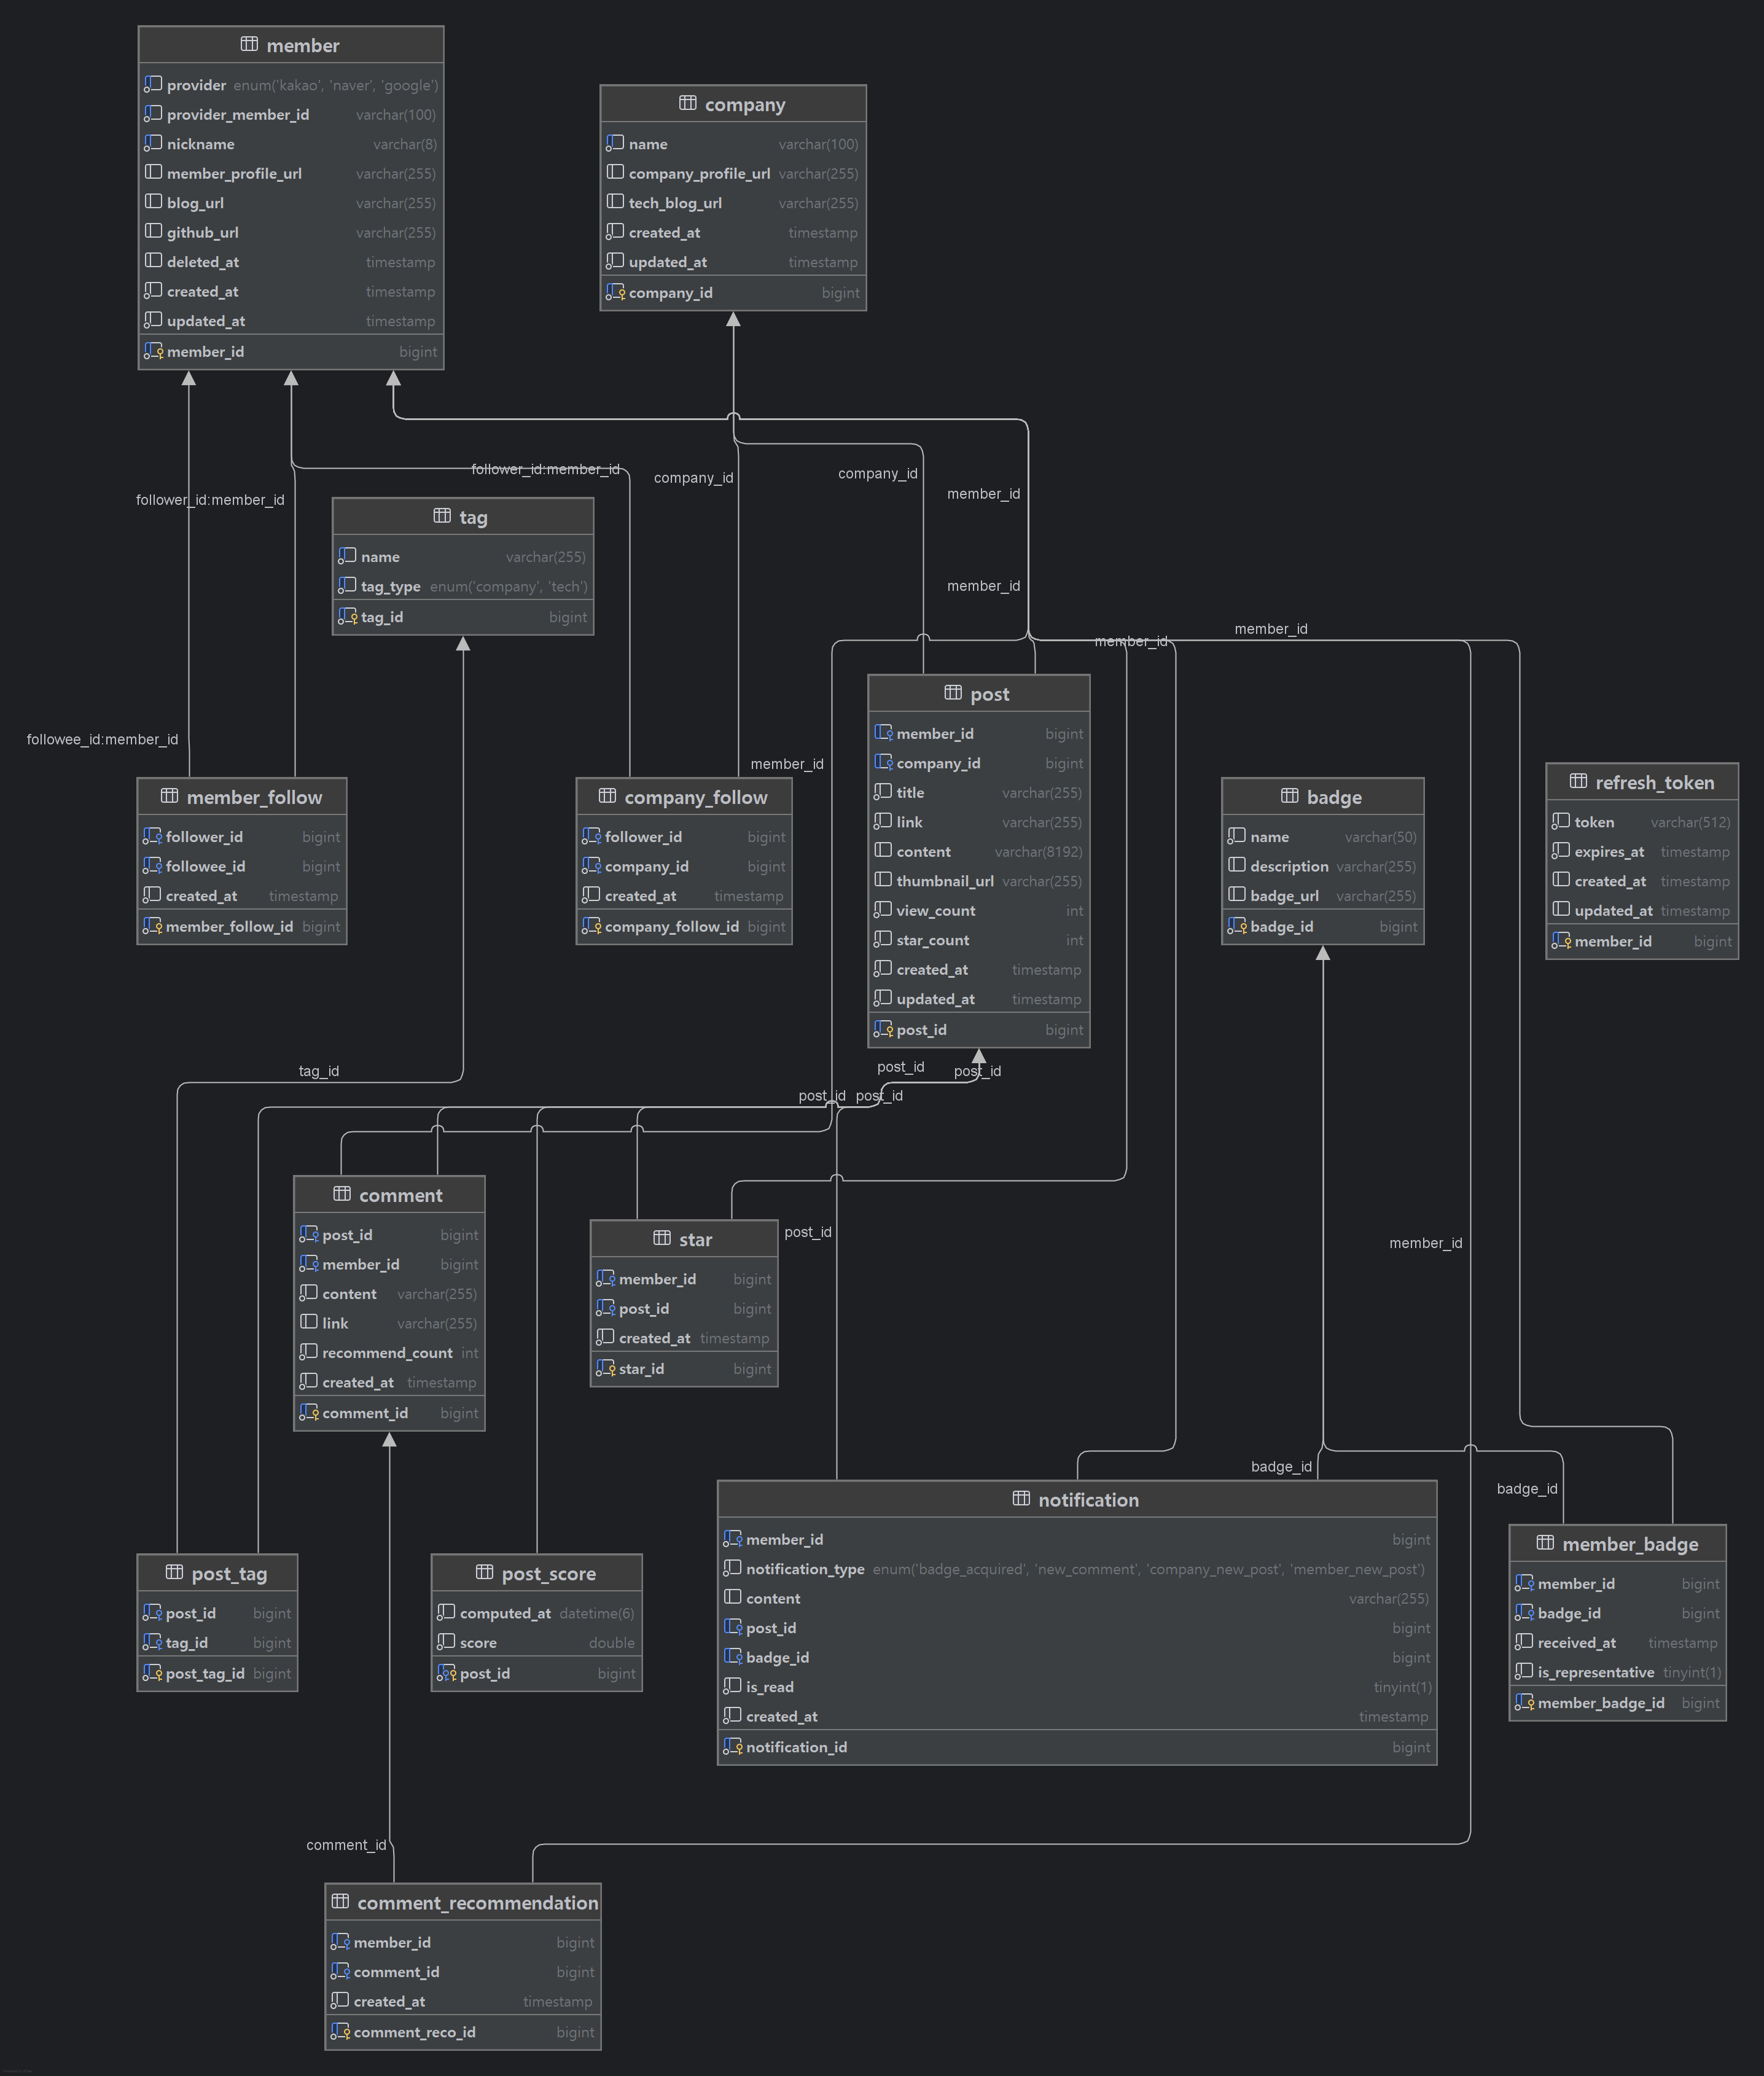 member
provider enum('kakao', 'naver', 'google')
provider_member_id varchar(100)
nickname varchar(8)
member_profile_url varchar(255)
blog_url varchar(255)
github_url varchar(255)
deleted_at timestamp
created_at timestamp
updated_at timestamp
member_id bigint
company
name varchar(100)
company_profile_url varchar(255)
tech_blog_url varchar(255)
created_at timestamp
updated_at timestamp
company_id bigint
follower_id:member_id
follower_id:member_id
company_id
company_id
member_id
member_id
member_id
member_id
tag
name varchar(255)
tag_type enum('company', 'tech')
tag_id bigint
followee_id:member_id
member_id
post
member_id bigint
company_id bigint
title varchar(255)
link varchar(255)
content varchar(8192)
thumbnail_url varchar(255)
view_count int
star_count int
created_at timestamp
updated_at timestamp
post_id bigint
member_follow
follower_id bigint
followee_id bigint
created_at timestamp
member_follow_id bigint
company_follow
follower_id bigint
company_id bigint
created_at timestamp
company_follow_id bigint
badge
name varchar(50)
description varchar(255)
badge_url varchar(255)
badge_id bigint
refresh_token
token varchar(512)
expires_at timestamp
created_at timestamp
updated_at timestamp
member_id bigint
tag_id
post_id
post_id
post_id
post_id
comment
post_id bigint
member_id bigint
content varchar(255)
link varchar(255)
recommend_count int
created_at timestamp
comment_id bigint
star
member_id bigint
post_id bigint
created_at timestamp
star_id bigint
post_id
member_id
badge_id
badge_id
post_tag
post_id bigint
tag_id bigint
post_tag_id bigint
post_score
computed_at datetime(6)
score double
post_id bigint
notification
member_id bigint
notification_type enum('badge_acquired', 'new_comment', 'company_new_post', 'member_new_post')
content varchar(255)
post_id bigint
badge_id bigint
is_read tinyint(1)
created_at timestamp
notification_id bigint
member_badge
member_id bigint
badge_id bigint
received_at timestamp
is_representative tinyint(1)
member_badge_id bigint
comment_id
comment_recommendation
member_id bigint
comment_id bigint
created_at timestamp
comment_reco_id bigint